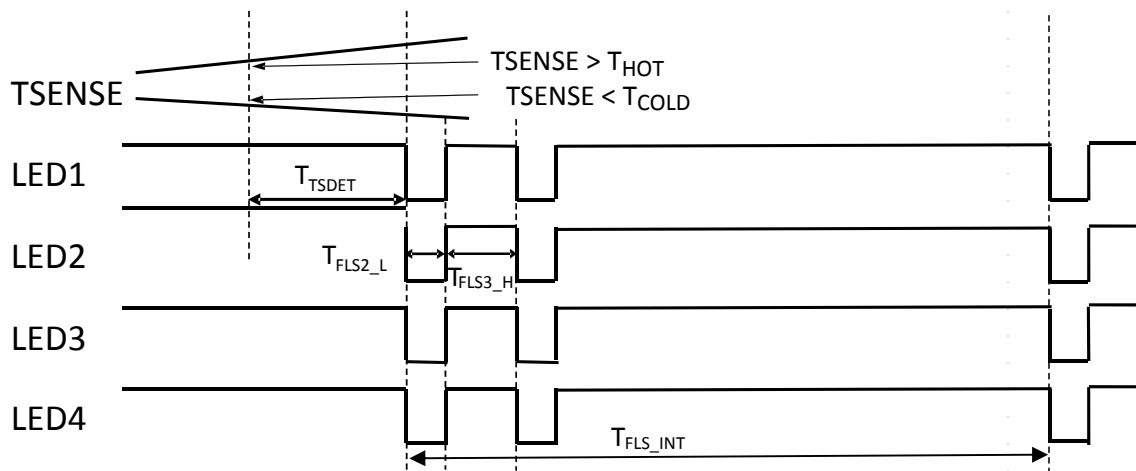 TSENSE > THOT
TSENSE
TSENSE < TCOLD
LED1
TTSDET
LED2
TFLS2_L
TFLS3_H
LED3
LED4
TFLS_INT